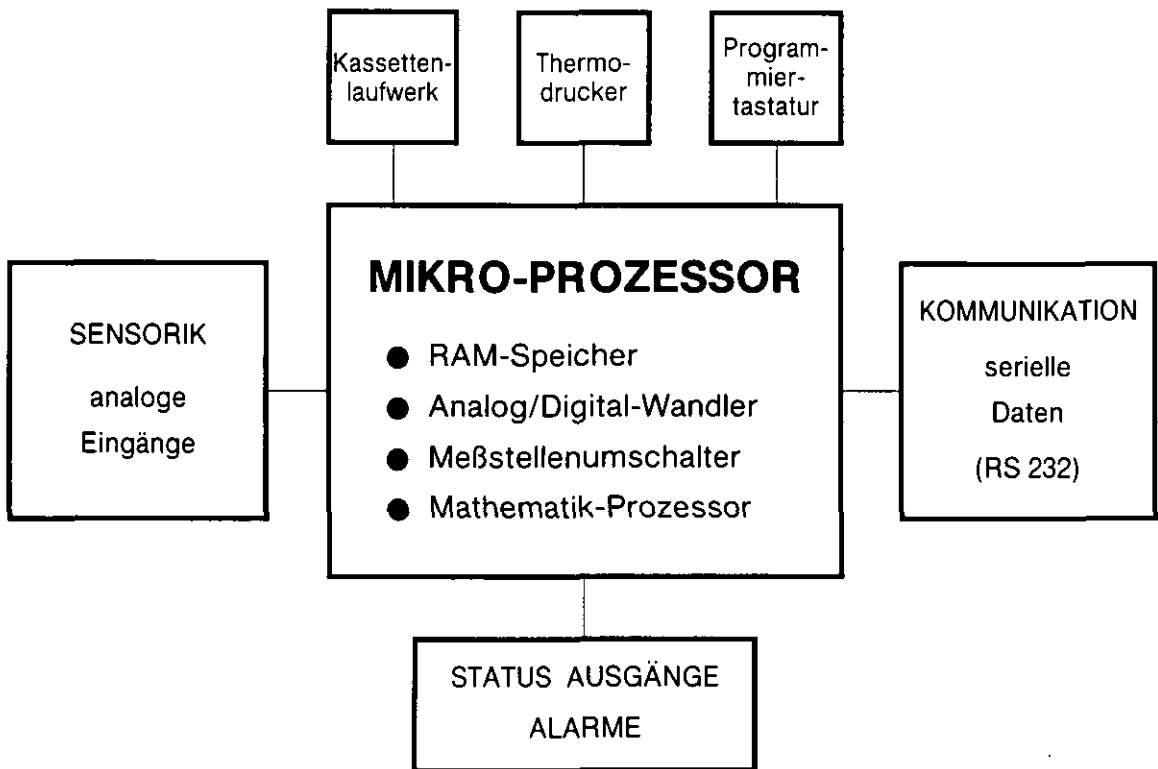 Kassetten-
laufwerk
Thermo-
drucker
Program-
mier-
tastatur
MIKRO-PROZESSOR
● RAM-Speicher
● Analog/Digital-Wandler
● Meßstellenumschalter
● Mathematik-Prozessor
SENSORIK
analoge
Eingänge
KOMMUNIKATION
serielle
Daten
(RS 232)
STATUS AUSGÄNGE
ALARME